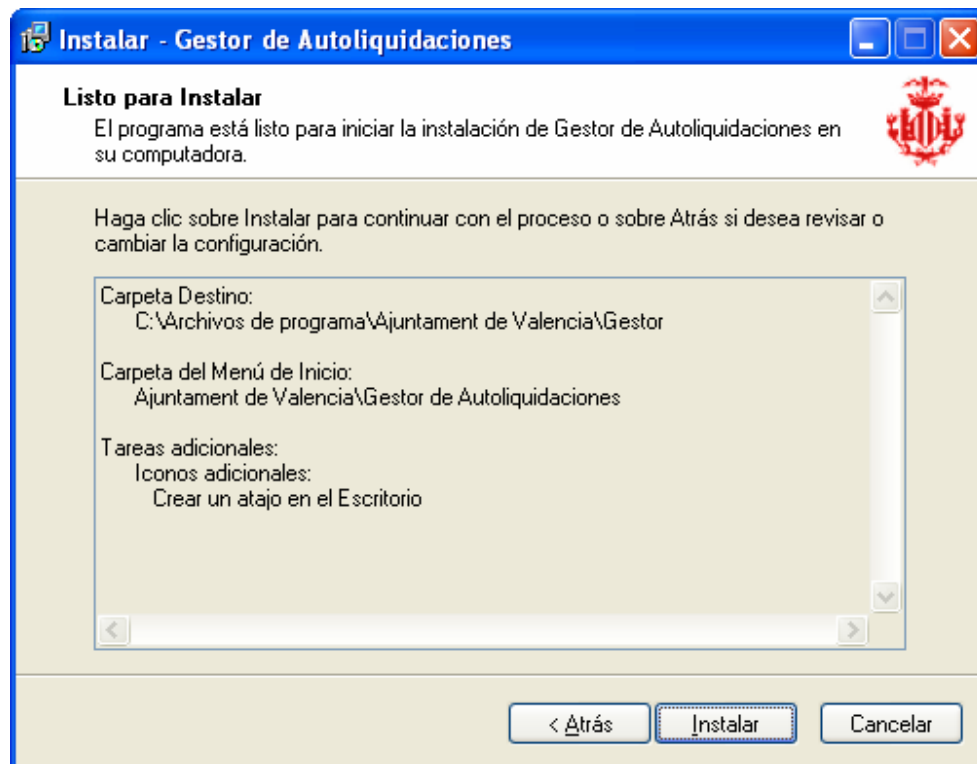 Instalar - Gestor de Autoliquidaciones
Listo para Instalar
El programa está listo para iniciar la instalación de Gestor de Autoliquidaciones en
su computadora.
Haga clic sobre Instalar para continuar con el proceso o sobre Atrás si desea revisar o
cambiar la configuración.
Carpeta Destino:
C:\Archivos de programa\Ajuntament de Valencia\Gestor
Carpeta del Menú de Inicio:
Ajuntament de Valencia\Gestor de Autoliquidaciones
Tareas adicionales:
Iconos adicionales:
Crear un atajo en el Escritorio
< Atrás Instalar Cancelar